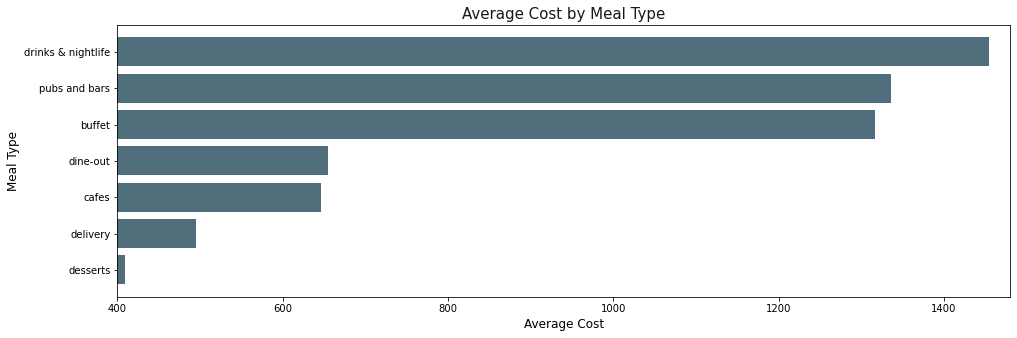 Average Cost by Meal Type
Meal Type
drinks & nightlife
pubs and bars
buffet
dine-out
cafes
delivery
desserts
400 600 800 1000 1200 1400
Average Cost